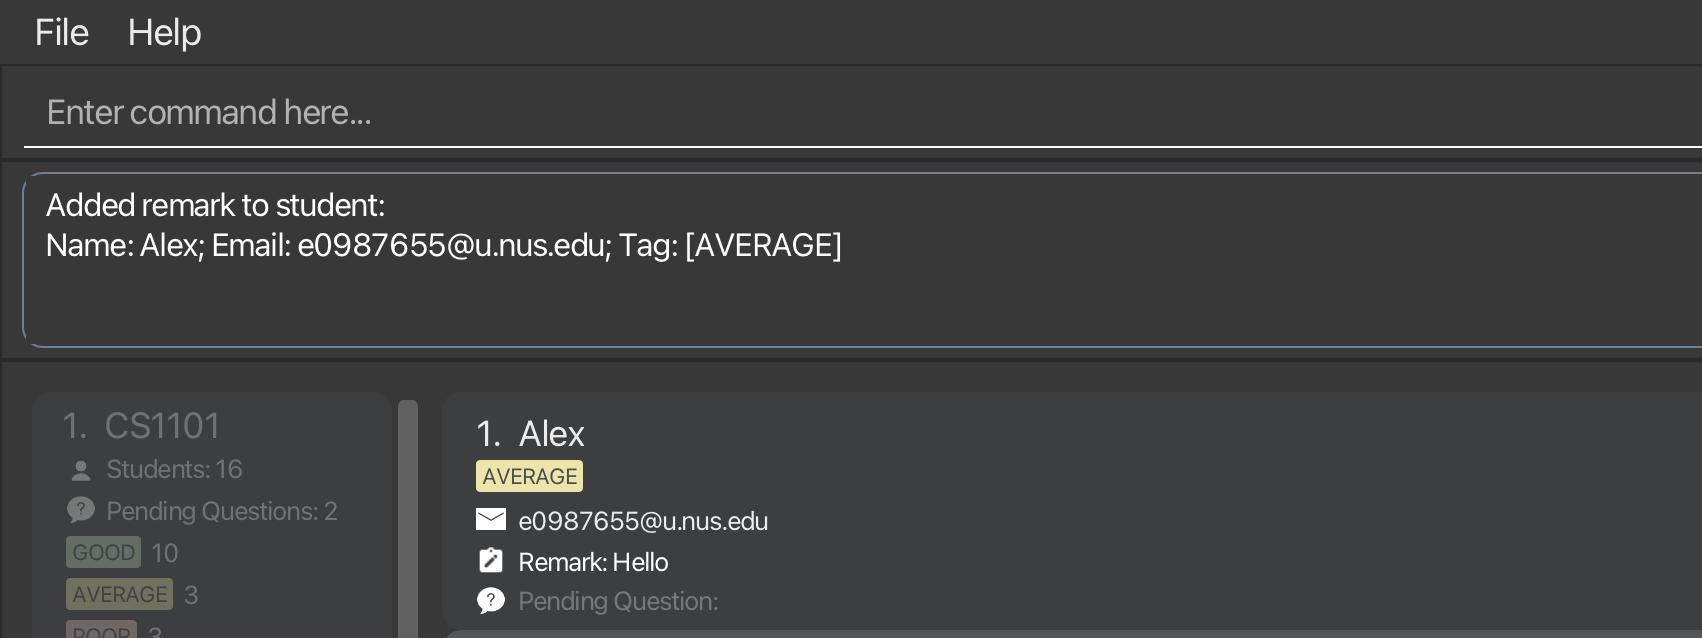 File Help
Enter command here...
Added remark to student:
Name: Alex; Email: e0987655@u.nus.edu; Tag: [AVERAGE]
1. CS1101
Students: 16
Pending Questions: 2
GOOD 10
AVERAGE 3
POOR 3
1. Alex
AVERAGE
e0987655@u.nus.edu
Remark: Hello
Pending Question: